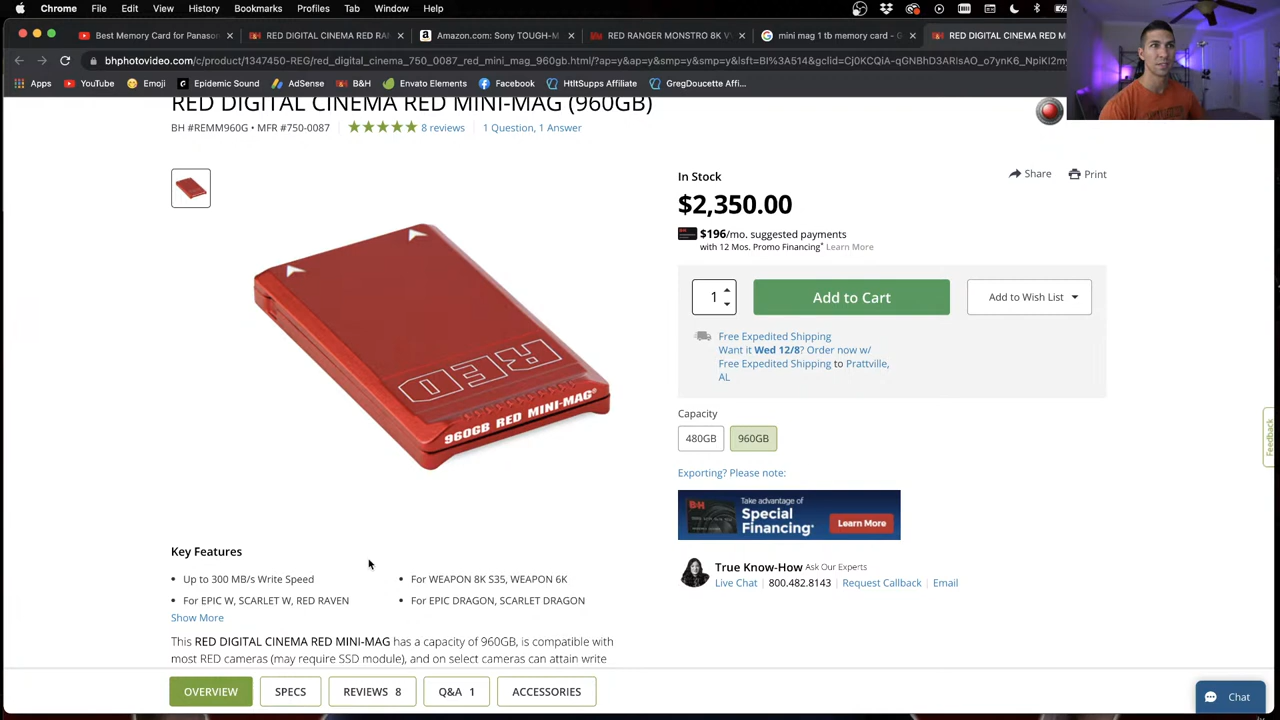 Chrome File Edit View History Bookmarks Profiles Tab Window Help
Best Memory Card for Panaso
RED DIGITAL CINEMA RED RAN
Amazon.com: Sony TOUGH-M
RED RANGER MONSTRO 8K V
mini mag 1 tb memory card - G
RED DIGITAL CINEMA RED M
bhphotovideo.com/c/product/1347450-REG/red_digital_cinema_750_0087_red_mini_mag_960gb.html/?
Apps YouTube Emoji Epidemic Sound AdSense B&H Envato Elements Facebook HtltSupps Affiliate GregDoucette Affi...
RED DIGITAL CINEMA RED MINI-MAG (960GB)
BH #REMM960G • MFR #750-0087 8 reviews 1 Question, 1 Answer
In Stock
Share Print
$2,350.00
$196/mo. suggested payments
with 12 Mos. Promo Financing* Learn More
1 Add to Cart Add to Wish List
Free Expedited Shipping
Want it Wed 12/8? Order now w/
Free Expedited Shipping to Prattville,
AL
RED
960GB RED MINI-MAG®
Capacity
480GB 960GB
Exporting? Please note:
B&H Take advantage of
Special
Financing*
Learn More
Feedback
Key Features
• Up to 300 MB/s Write Speed
• For WEAPON 8K S35, WEAPON 6K
• For EPIC W, SCARLET W, RED RAVEN
• For EPIC DRAGON, SCARLET DRAGON
Show More
True Know-How Ask Our Experts
Live Chat | 800.482.8143 | Request Callback | Email
This RED DIGITAL CINEMA RED MINI-MAG has a capacity of 960GB, is compatible with
most RED cameras (may require SSD module), and on select cameras can attain write
OVERVIEW SPECS REVIEWS 8 Q&A 1 ACCESSORIES
Chat